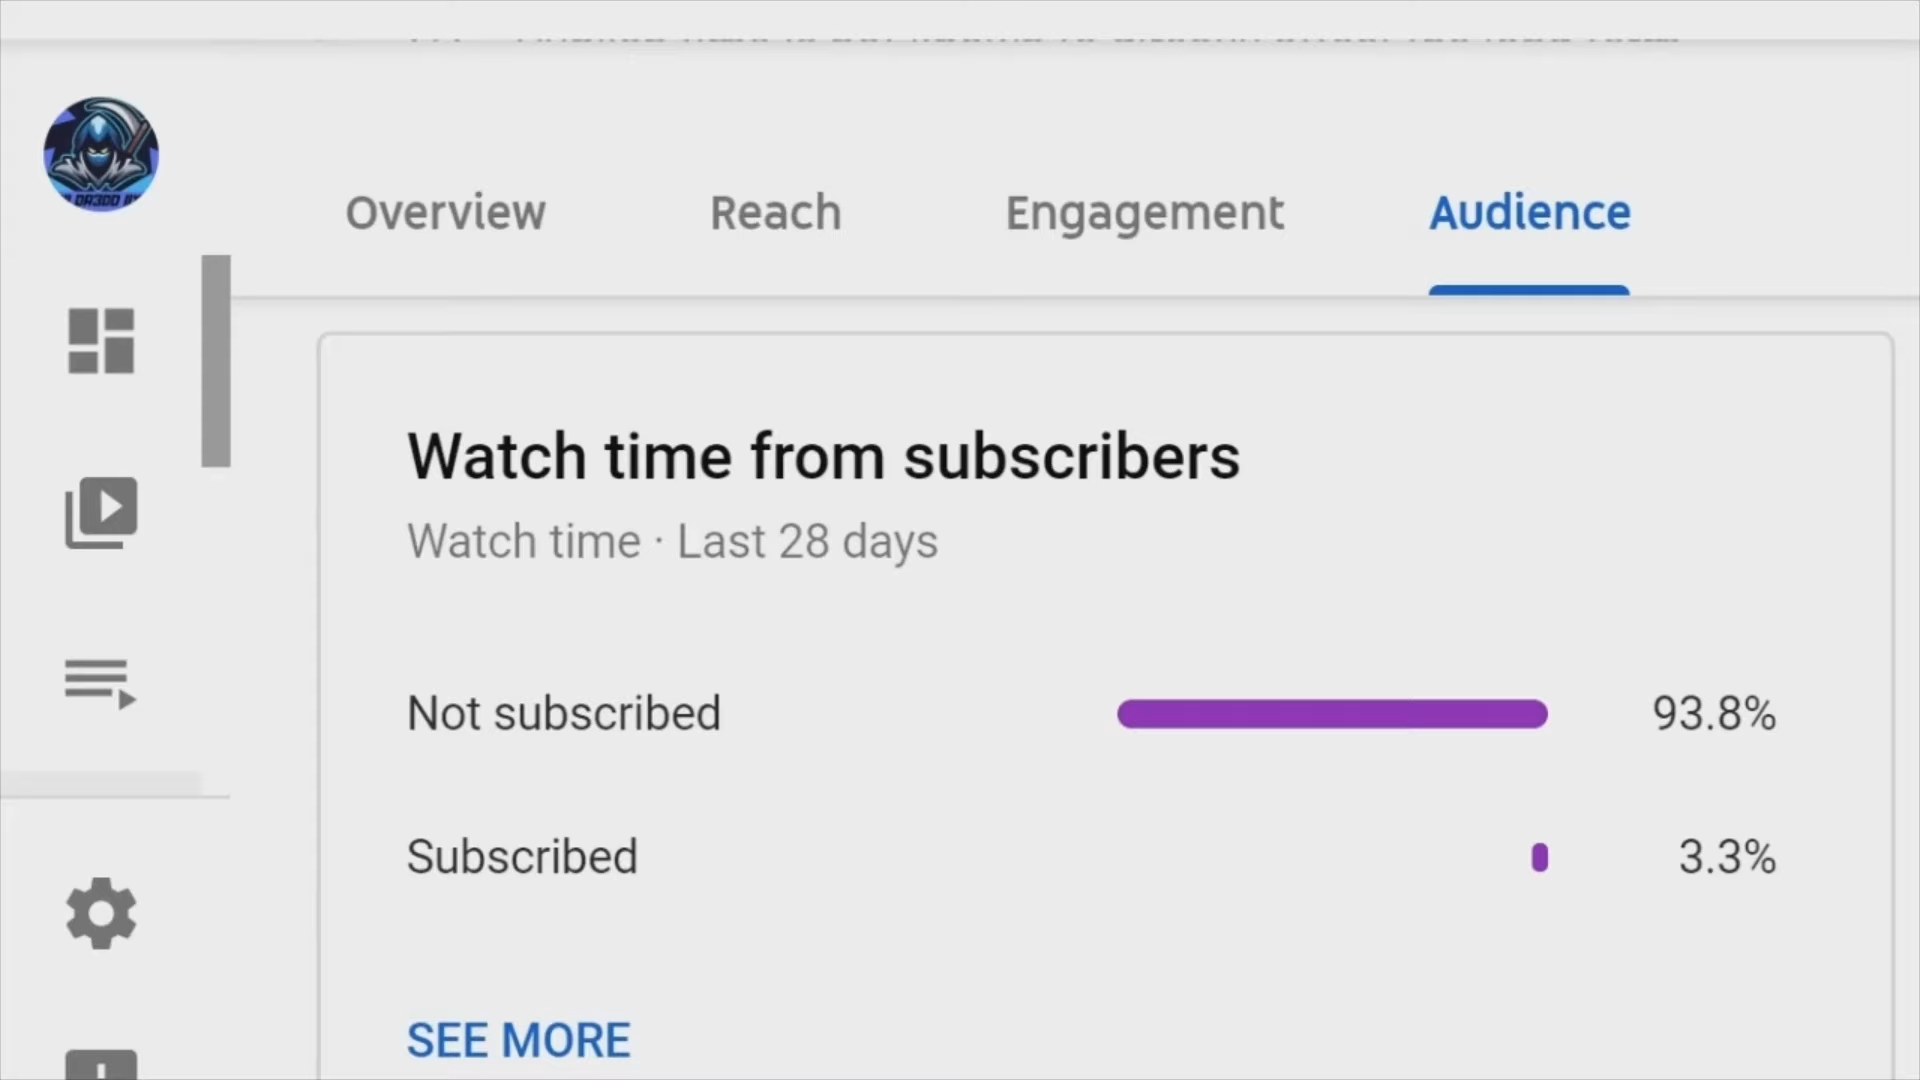 Overview Reach Engagement Audience
Watch time from subscribers
Watch time · Last 28 days
Not subscribed 93.8%
Subscribed 3.3%
SEE MORE